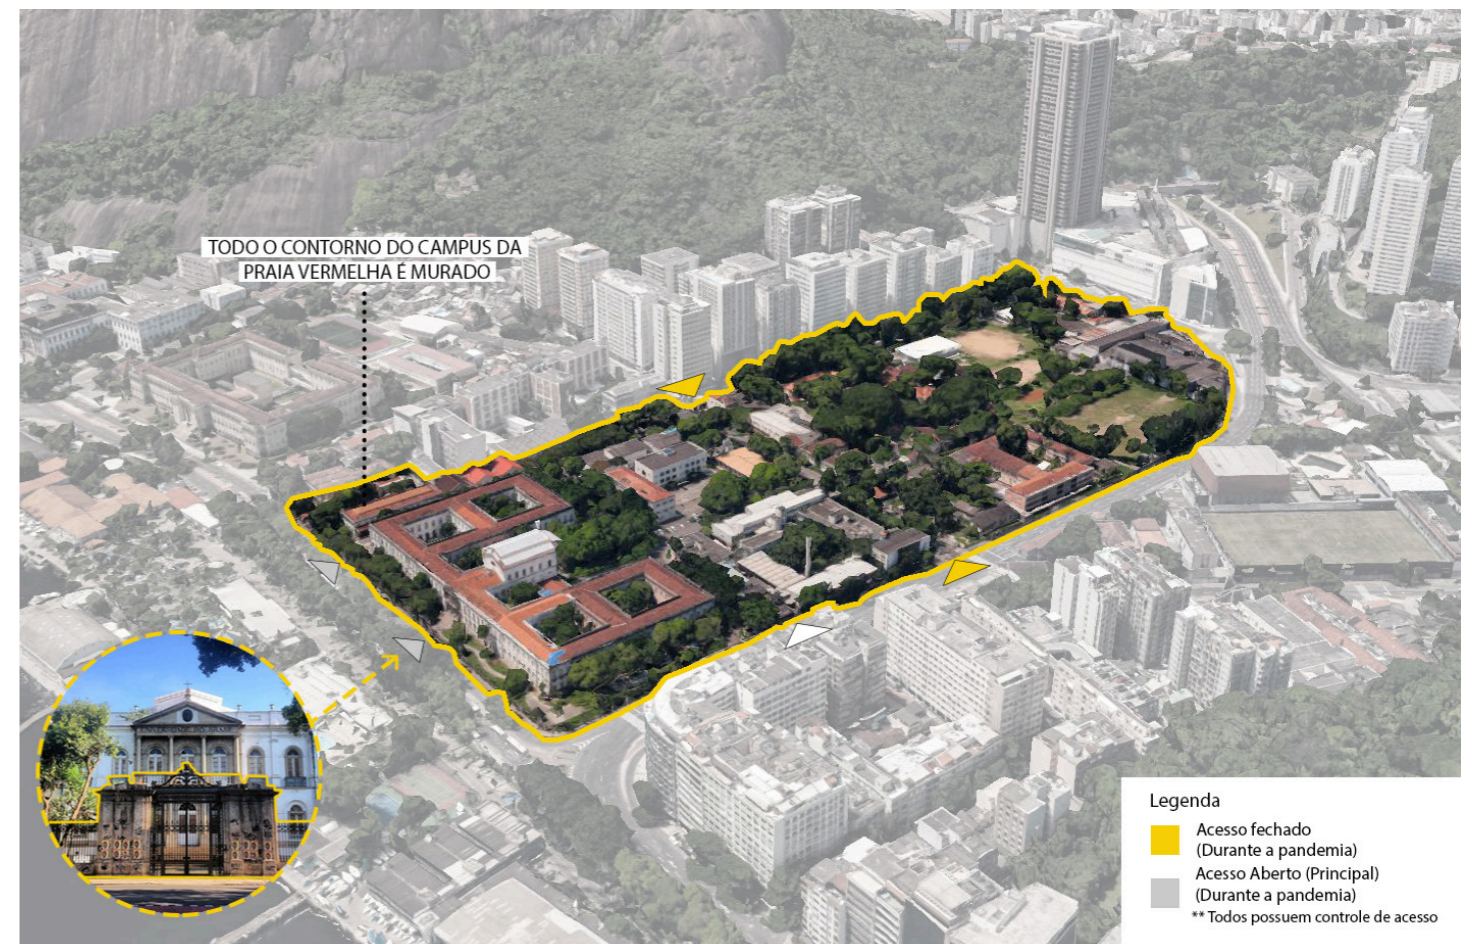 TODO O CONTORNO DO CAMPUS DA
PRAIA VERMELHA É MURADO
Legenda
Acesso fechado
(Durante a pandemia)
Acesso Aberto (Principal)
(Durante a pandemia)
** Todos possuem controle de acesso